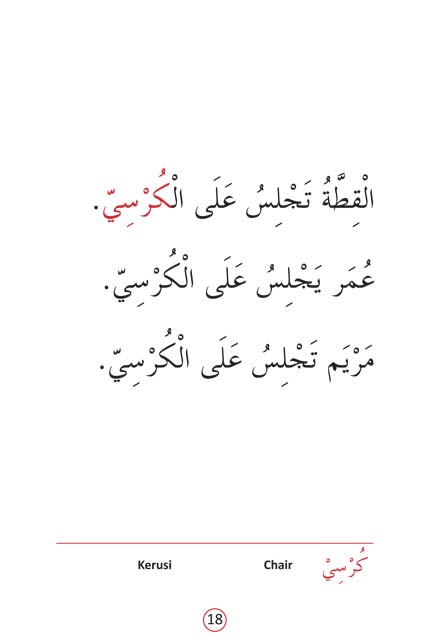 الْقِطَّةُ تَجْلِسُ عَلَى الْكُرْسِيّ.
عُمَر يَجْلِسُ عَلَى الْكُرْسِيّ.
مَرْيَم تَجْلِسُ عَلَى الْكُرْسِيّ.
كُرْسِيْ Chair Kerusi
18